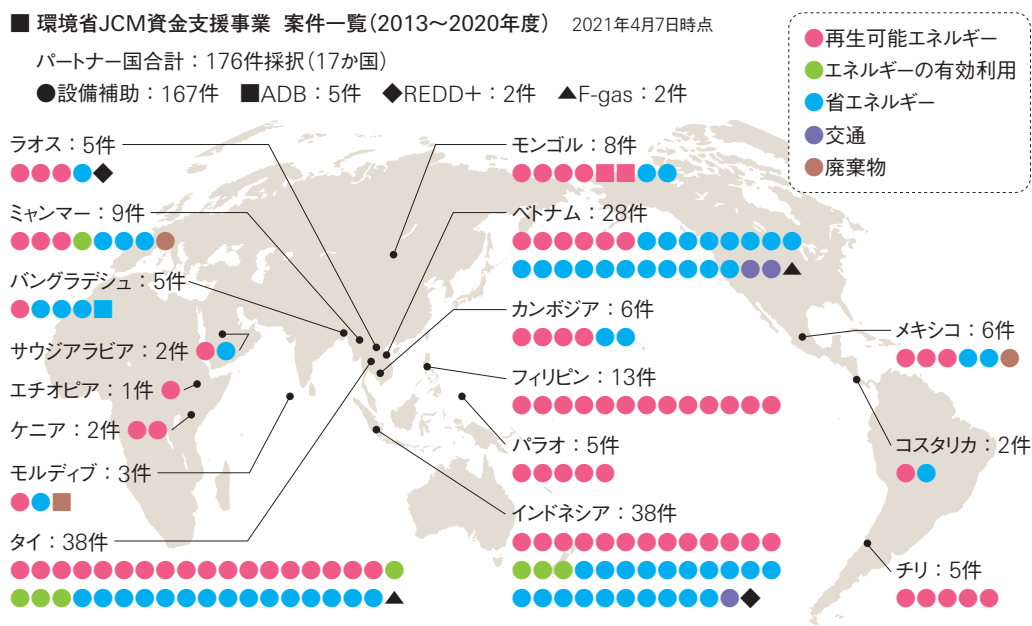 ■ 環境省JCM資金支援事業 案件一覧（2013～2020年度） 2021年4月7日時点
パートナー国合計：176件採択（17か国）
●設備補助：167件 ■ADB：5件 ◆REDD+：2件 ▲F-gas：2件
●再生可能エネルギー
●エネルギーの有効利用
●省エネルギー
●交通
●廃棄物
ラオス：5件
ミャンマー：9件
バングラデシュ：5件
サウジアラビア：2件
エチオピア：1件
ケニア：2件
モルディブ：3件
タイ：38件
モンゴル：8件
ベトナム：28件
カンボジア：6件
フィリピン：13件
パラオ：5件
インドネシア：38件
メキシコ：6件
コスタリカ：2件
チリ：5件